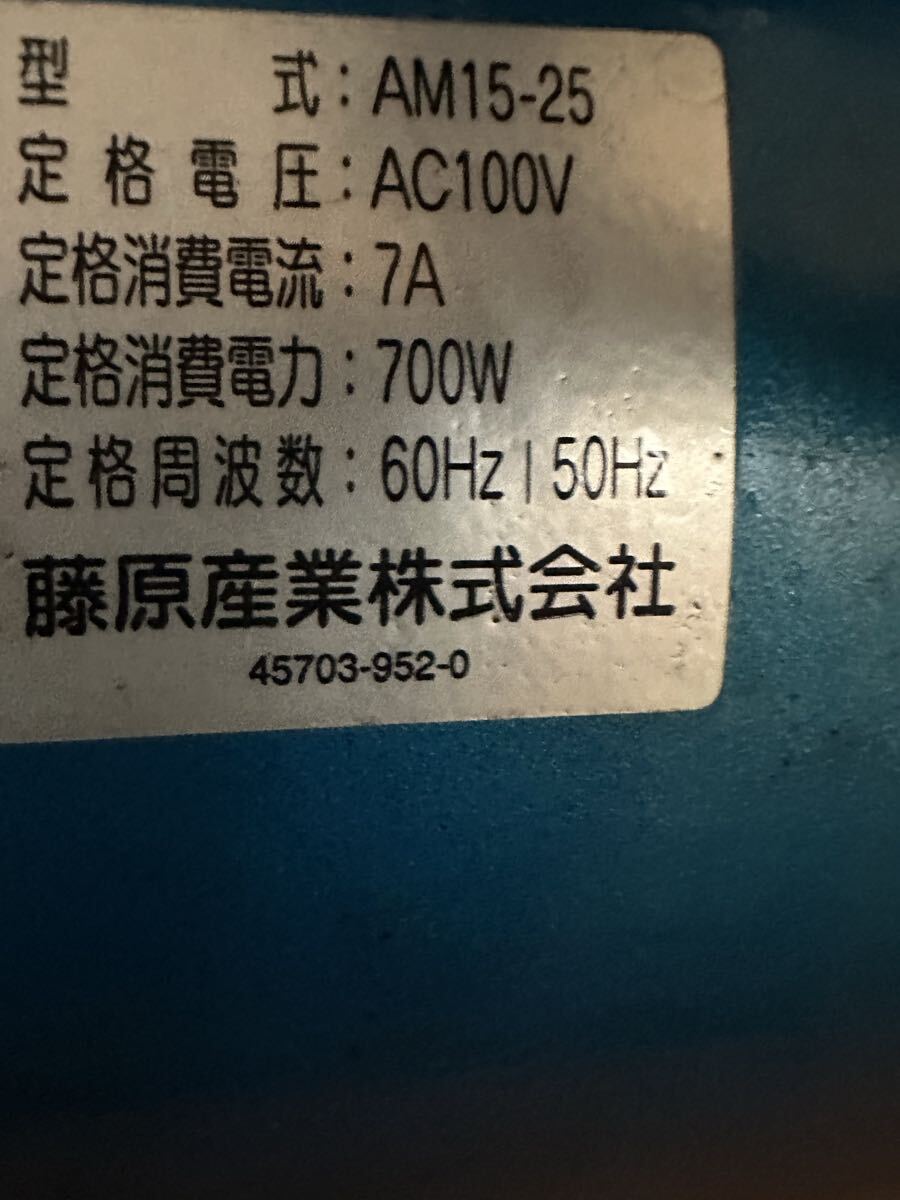 型式：AM15-25
定格電圧：AC100V
定格消費電流：7A
定格消費電力：700W
定格周波数：60Hz / 50Hz
藤原産業株式会社
45703-952-0